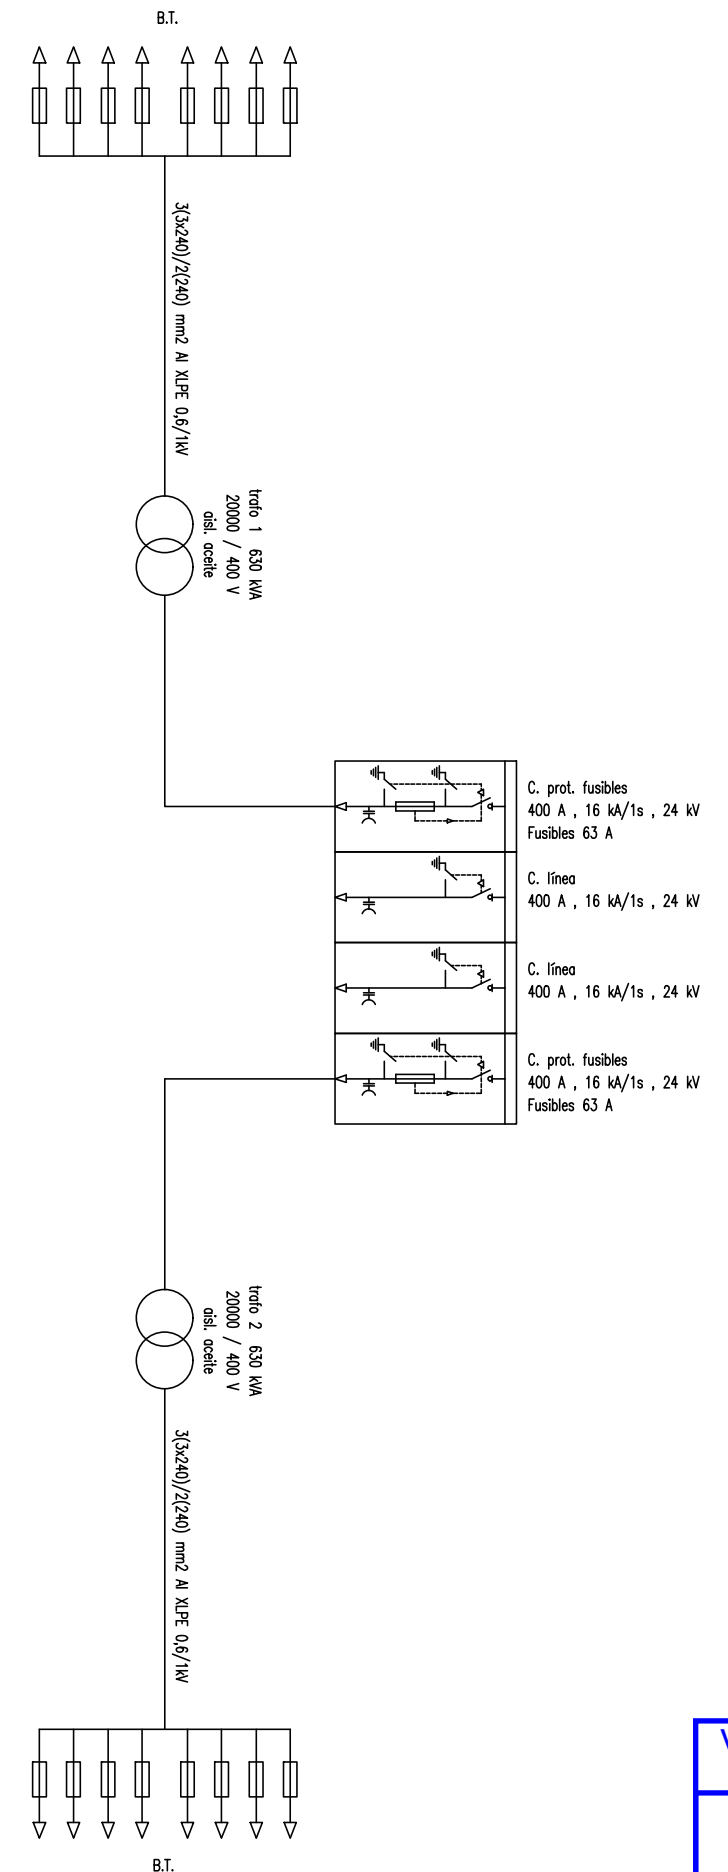 B.T.
3(3x240)/2(240) mm2 Al XLPE 0,6/1kV
trafo 1 630 kVA
20000 / 400 V
aisl. aceite
C. prot. fusibles
400 A , 16 kA/1s , 24 kV
Fusibles 63 A
C. línea
400 A , 16 kA/1s , 24 kV
C. línea
400 A , 16 kA/1s , 24 kV
C. prot. fusibles
400 A , 16 kA/1s , 24 kV
Fusibles 63 A
trafo 2 630 kVA
20000 / 400 V
aisl. aceite
3(3x240)/2(240) mm2 Al XLPE 0,6/1kV
B.T.